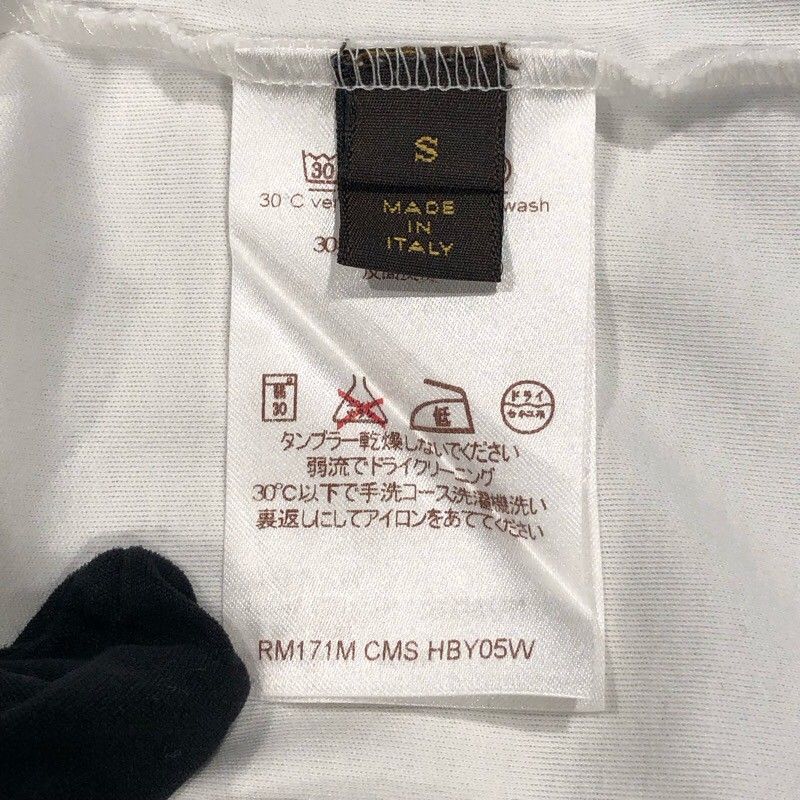 S
30
30°C ver
wash
MADE
IN
ITALY
30
弱
30
低
ドライ
タンブラー乾燥しないでください
弱流でドライクリーニング
30℃以下で手洗コース洗濯機洗い
裏返しにしてアイロンをあててください
RM171M CMS HBY05W